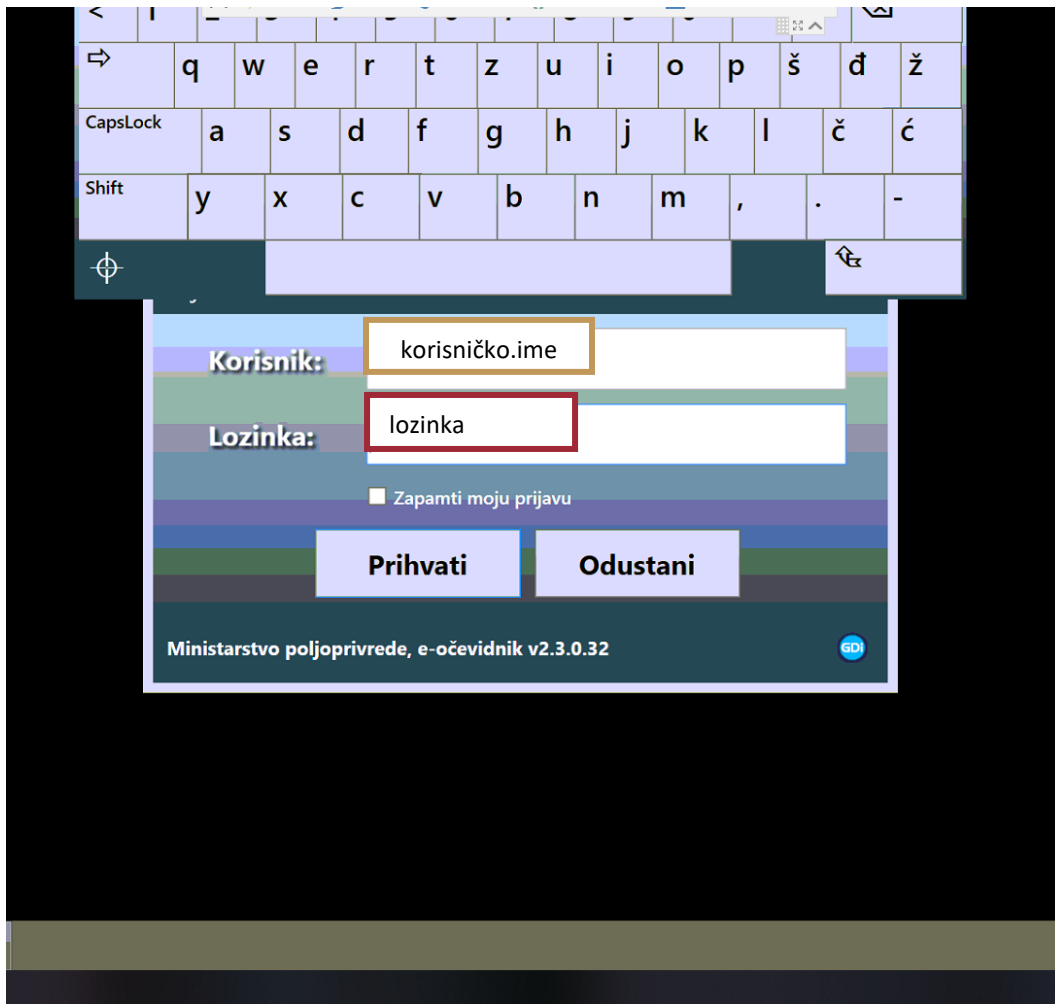 q w e r t z u i o p š đ ž
CapsLock a s d f g h j k l č ć
Shift y x c v b n m , . -
Korisnik: korisničko.ime
Lozinka: lozinka
Zapamti moju prijavu
Prihvati Odustani
Ministarstvo poljoprivrede, e-očevidnik v2.3.0.32 GDI